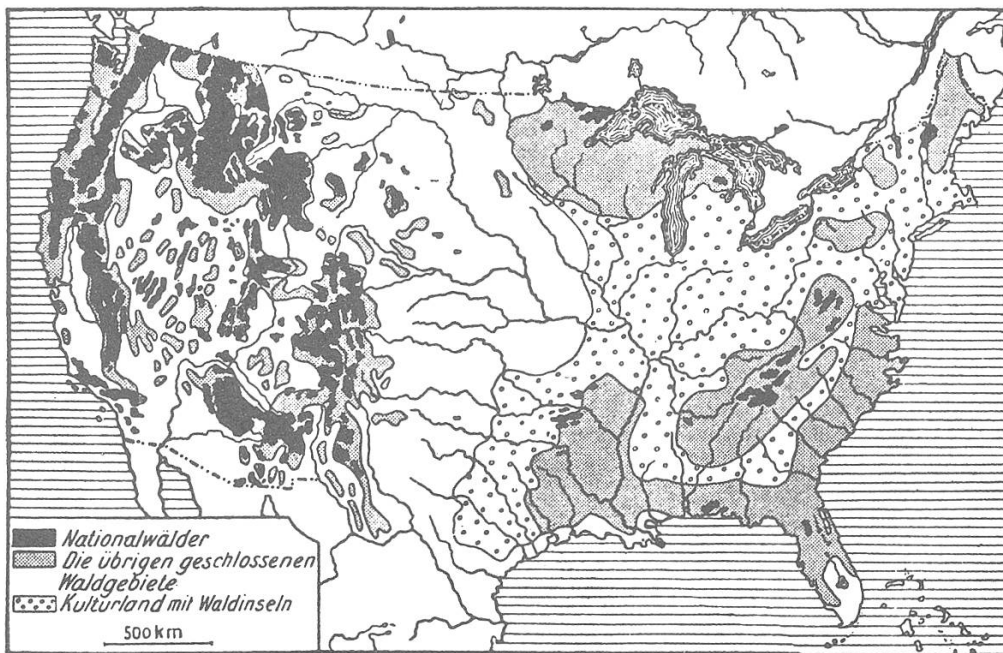 Nationalwälder
Die übrigen geschlossenen
Waldgebiete
Kulturland mit Waldinseln
500 km